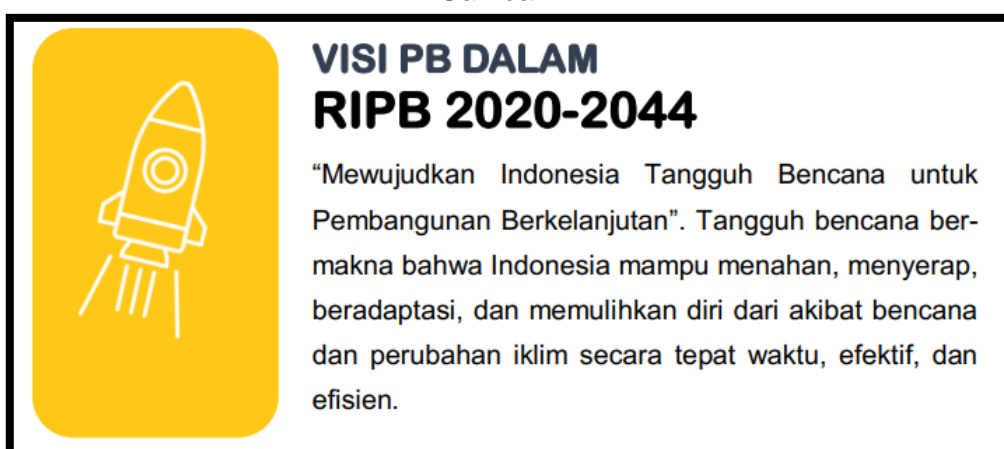 VISI PB DALAM
RIPB 2020-2044
“Mewujudkan Indonesia Tangguh Bencana untuk
Pembangunan Berkelanjutan”. Tangguh bencana ber-
makna bahwa Indonesia mampu menahan, menyerap,
beradaptasi, dan memulihkan diri dari akibat bencana
dan perubahan iklim secara tepat waktu, efektif, dan
efisien.